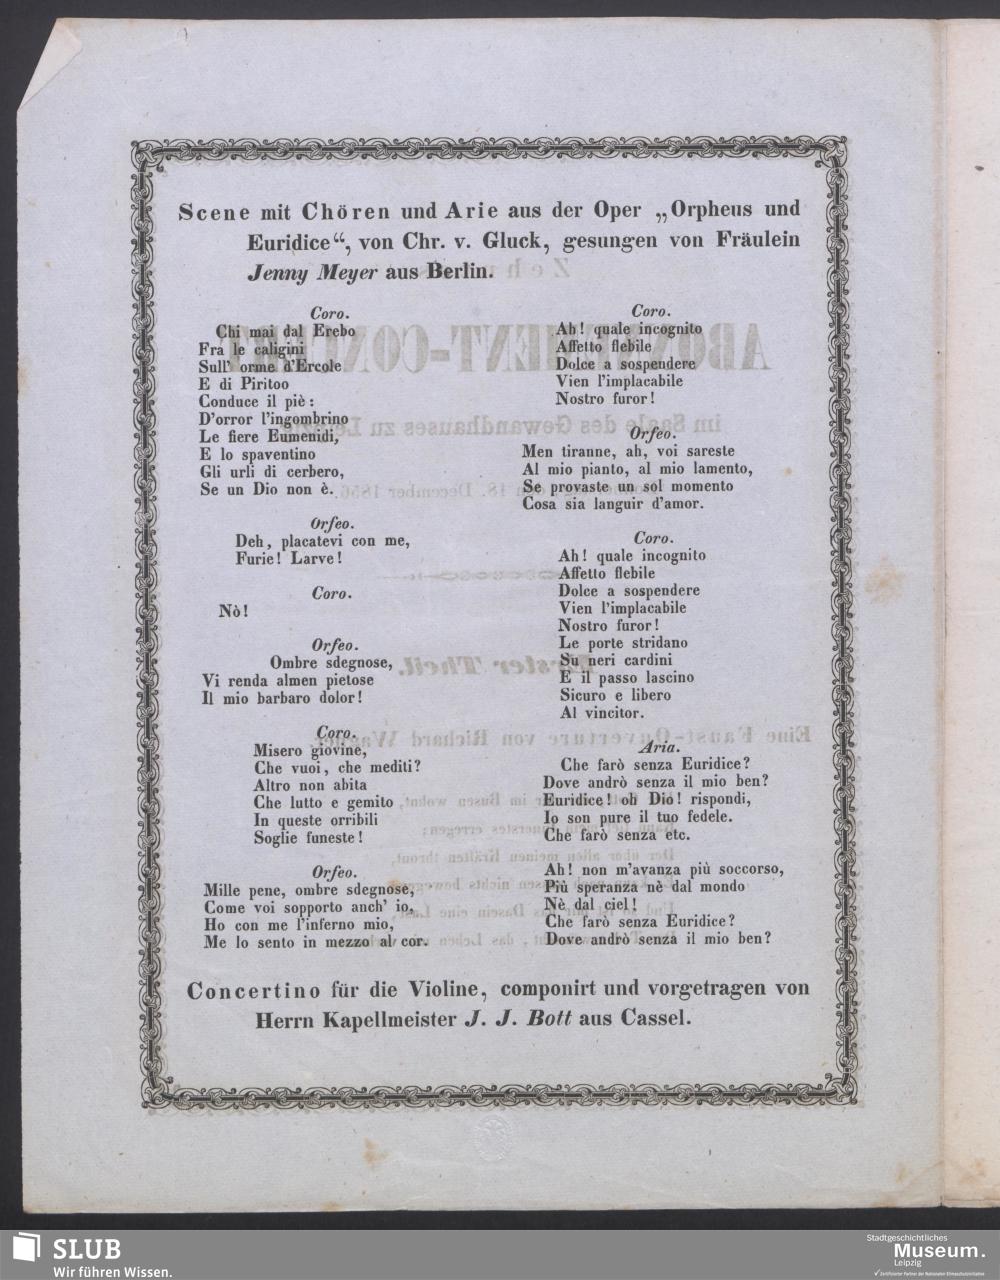 Scene mit Chören und Arie aus der Oper „Orpheus und
Euridice“, von Chr. v. Gluck, gesungen von Fräulein
Jenny Meyer aus Berlin.
Coro.
Chi mai dal Erebo
Fra le caligini
Sull' orme d'Ercole
E di Piritoo
Conduce il piè:
D'orror l'ingombrino
Le fiere Eumenidi,
E lo spaventino
Gli urli di cerbero,
Se un Dio non è.
Orfeo.
Deh, placatevi con me,
Furie! Larve!
Coro.
Nò!
Orfeo.
Ombre sdegnose,
Vi renda almen pietose
Il mio barbaro dolor!
Coro.
Misero giovine,
Che vuoi, che mediti?
Altro non abita
Che lutto e gemito
In queste orribili
Soglie funeste!
Orfeo.
Mille pene, ombre sdegnose,
Come voi sopporto anch' io,
Ho con me l'inferno mio,
Me lo sento in mezzo al cor.
Coro.
Ah! quale incognito
Affetto flebile
Dolce a sospendere
Vien l'implacabile
Nostro furor!
Orfeo.
Men tiranne, ah, voi sareste
Al mio pianto, al mio lamento,
Se provaste un sol momento
Cosa sia languir d'amor.
Coro.
Ah! quale incognito
Affetto flebile
Dolce a sospendere
Vien l'implacabile
Nostro furor!
Le porte stridano
Su neri cardini
E il passo lascino
Sicuro e libero
Al vincitor.
Aria.
Che farò senza Euridice?
Dove andrò senza il mio ben?
Euridice! oh Dio! rispondi,
Io son pure il tuo fedele.
Che farò senza etc.
Ah! non m'avanza più soccorso,
Più speranza nè dal mondo
Nè dal ciel!
Che farò senza Euridice?
Dove andrò senza il mio ben?
Concertino für die Violine, componirt und vorgetragen von
Herrn Kapellmeister J. J. Bott aus Cassel.
SLUB
Wir führen Wissen.
Stadtgeschichtliches
Museum.
Leipzig
Zertifizierter Partner der Nationalen Klimaschutzinitiative